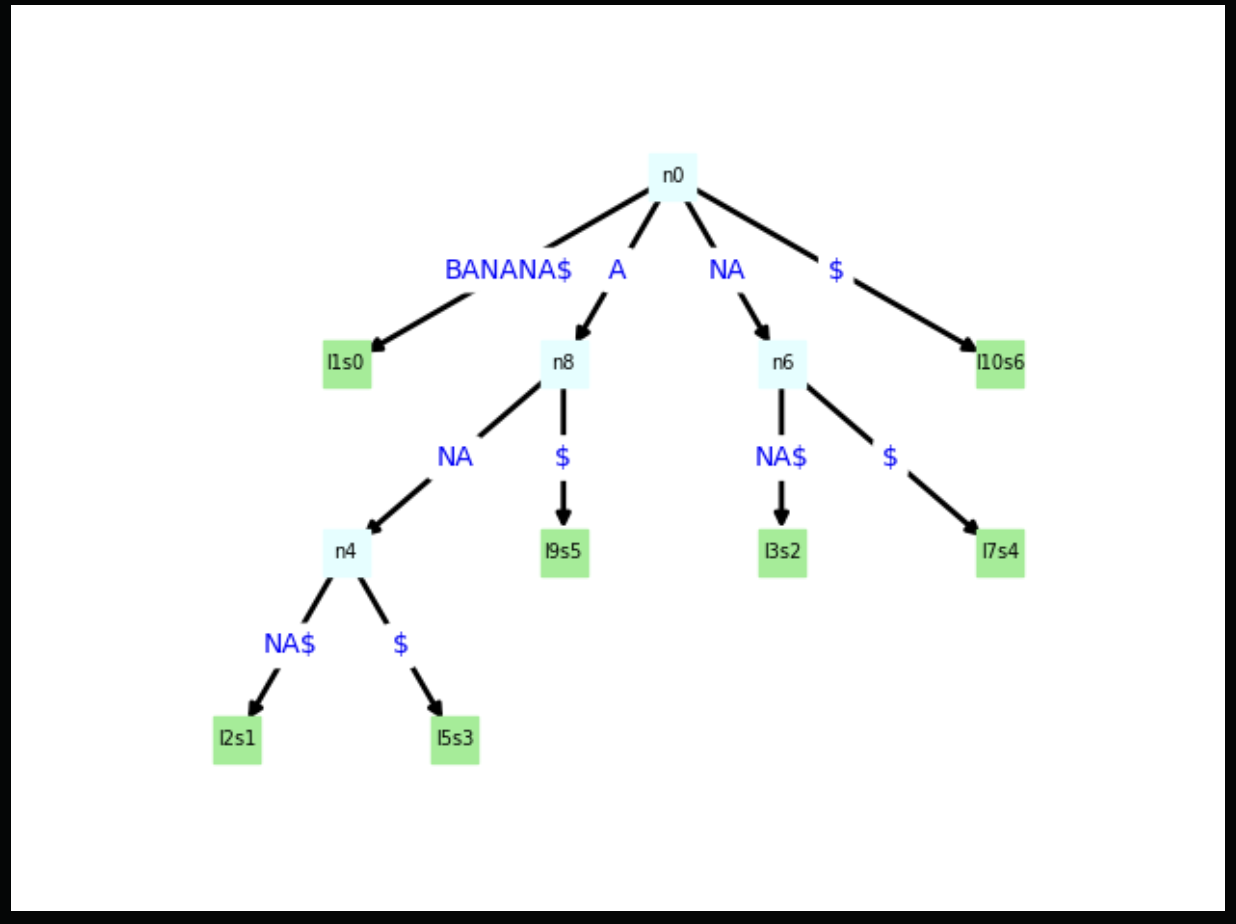 n0
BANANA$ A NA $
l1s0 n8 n6 l10s6
NA $ NA$ $
n4 l9s5 l3s2 l7s4
NA$ $
l2s1 l5s3